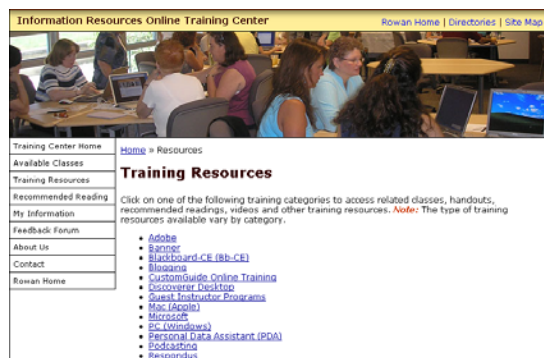 Information Resources Online Training Center
Rowan Home | Directories | Site Map
Training Center Home
Available Classes
Training Resources
Recommended Reading
My Information
Feedback Forum
About Us
Contact
Rowan Home
Home » Resources
Training Resources
Click on one of the following training categories to access related classes, handouts,
recommended readings, videos and other training resources. Note: The type of training
resources available vary by category.
• Adobe
• Banner
• Blackboard-CE (Bb-CE)
• Blogging
• CustomGuide Online Training
• Discoverer Desktop
• Guest Instructor Programs
• Mac (Apple)
• Microsoft
• PC (Windows)
• Personal Data Assistant (PDA)
• Podcasting
• Respondus